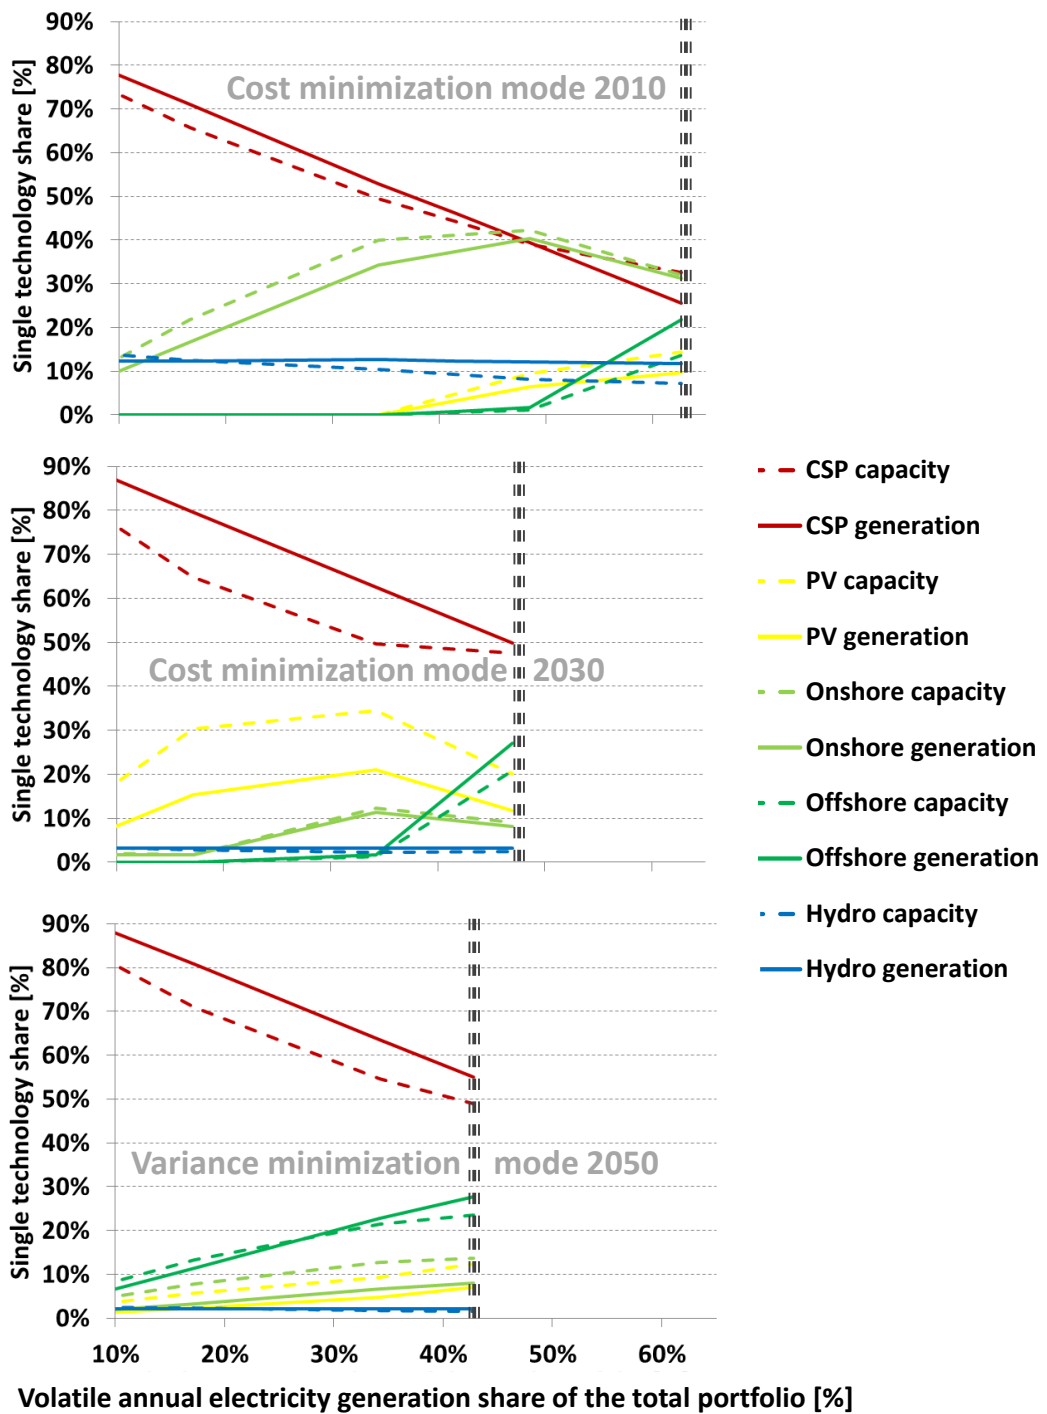 Single technology share [%]
90%
80%
70%
60%
50%
40%
30%
20%
10%
0%
Cost minimization mode 2010
Single technology share [%]
90%
80%
70%
60%
50%
40%
30%
20%
10%
0%
Cost minimization mode 2030
CSP capacity
CSP generation
PV capacity
PV generation
Onshore capacity
Onshore generation
Offshore capacity
Offshore generation
Hydro capacity
Hydro generation
Single technology share [%]
90%
80%
70%
60%
50%
40%
30%
20%
10%
0%
Variance minimization mode 2050
10% 20% 30% 40% 50% 60%
Volatile annual electricity generation share of the total portfolio [%]